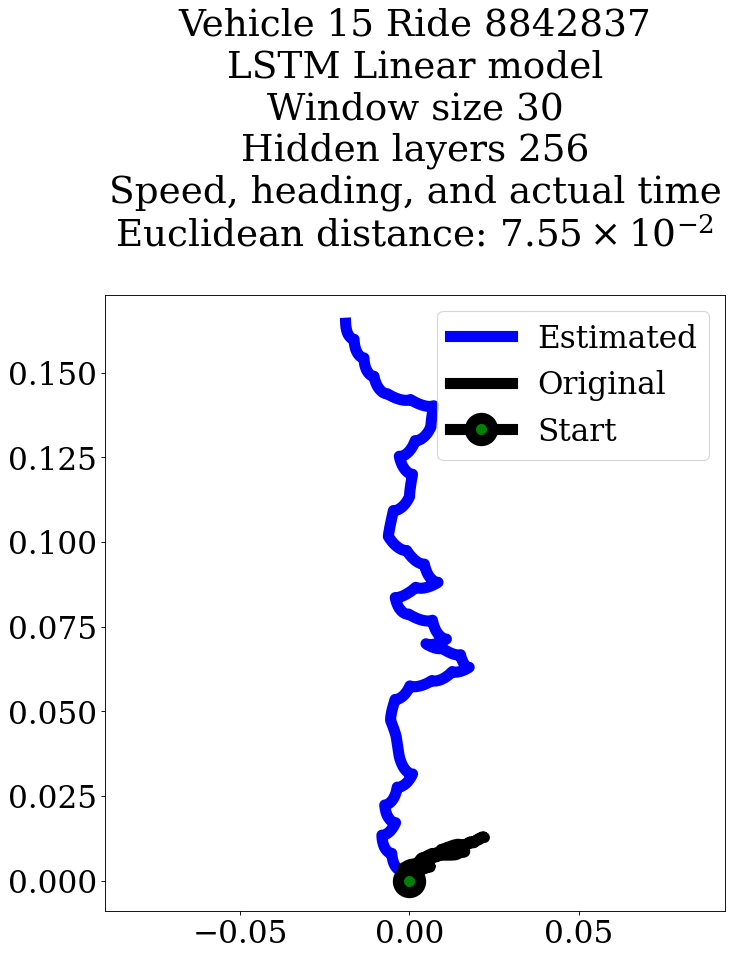 Vehicle 15 Ride 8842837
LSTM Linear model
Window size 30
Hidden layers 256
Speed, heading, and actual time
Euclidean distance: 7.55 × 10⁻²
Estimated
Original
Start
0.150
0.125
0.100
0.075
0.050
0.025
0.000
−0.05 0.00 0.05